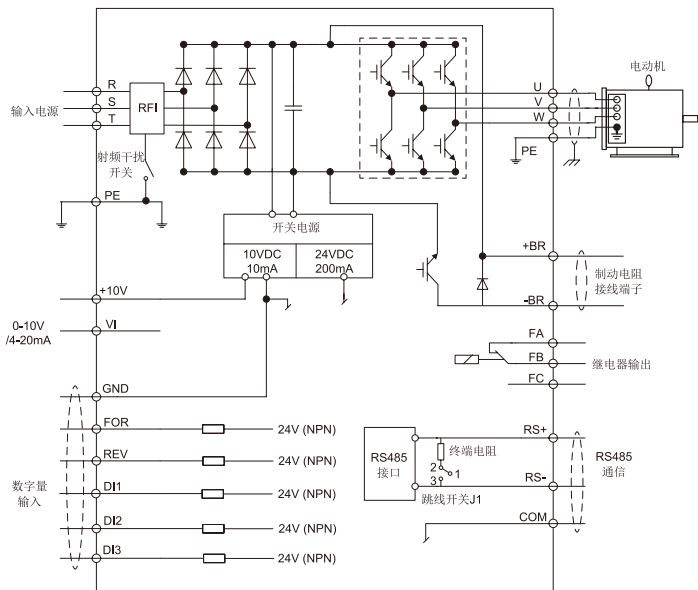 电动机
R
U
输入电源
S
RFI
V
T
W
射频干扰
开关
PE
PE
开关电源
10VDC
10mA
24VDC
200mA
+BR
制动电阻
接线端子
-BR
+10V
0-10V
/4-20mA
VI
FA
FB
继电器输出
FC
GND
FOR
24V (NPN)
REV
24V (NPN)
数字量
输入
DI1
24V (NPN)
DI2
24V (NPN)
DI3
24V (NPN)
RS485
接口
终端电阻
2
1
3
跳线开关J1
RS+
RS-
RS485
通信
COM